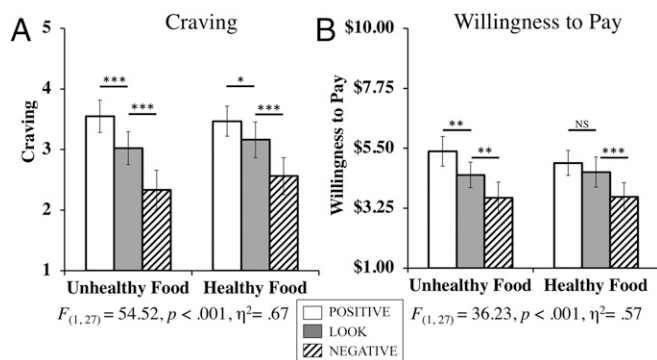 A
Craving
Craving
5
4
3
2
1
***
***
*
***
Unhealthy Food
Healthy Food
F(1, 27) = 54.52, p < .001, η²= .67
B
Willingness to Pay
Willingness to Pay
$10.00
$7.75
$5.50
$3.25
$1.00
**
**
NS
***
Unhealthy Food
Healthy Food
F(1, 27) = 36.23, p < .001, η²= .57
POSITIVE
LOOK
NEGATIVE